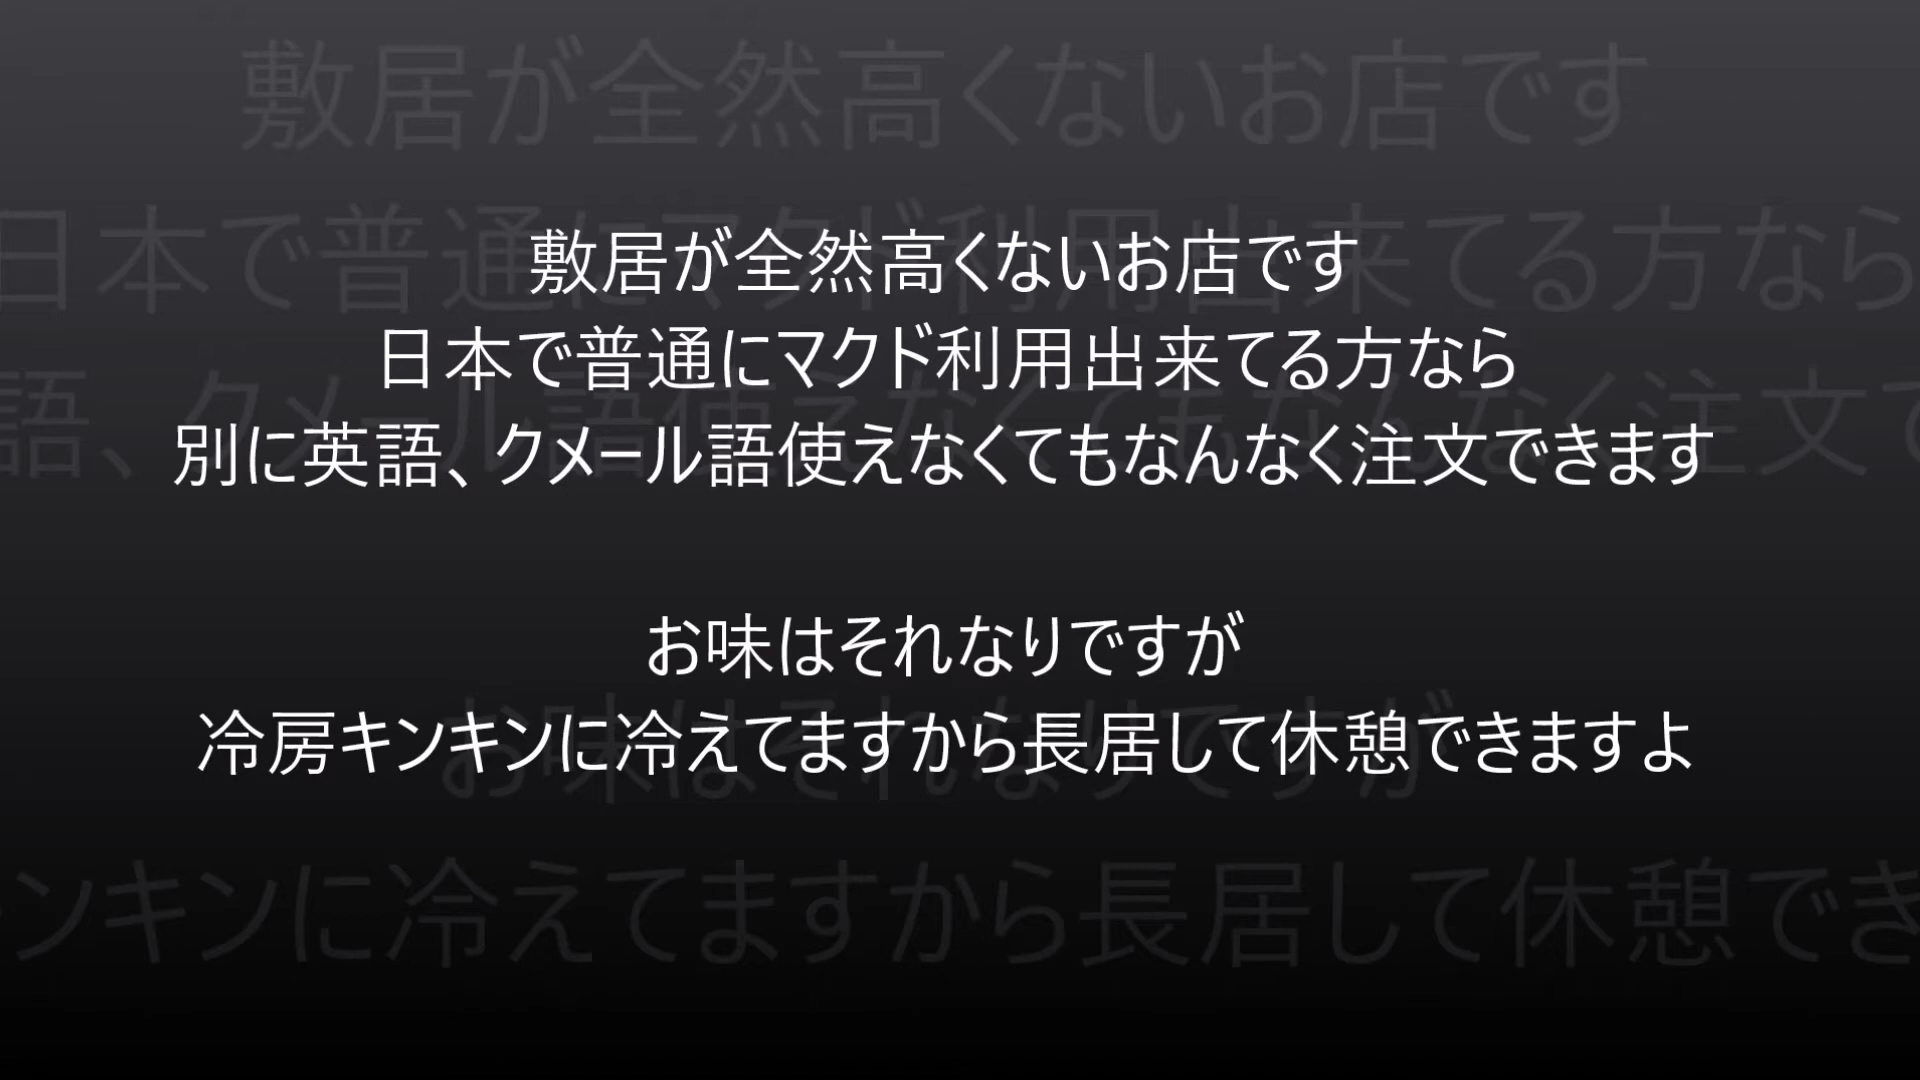 敷居が全然高くないお店です
日本で普通にマクド利用出来てる方なら
別に英語、クメール語使えなくてもなんなく注文できます
お味はそれなりですが
冷房キンキンに冷えてますから長居して休憩できますよ